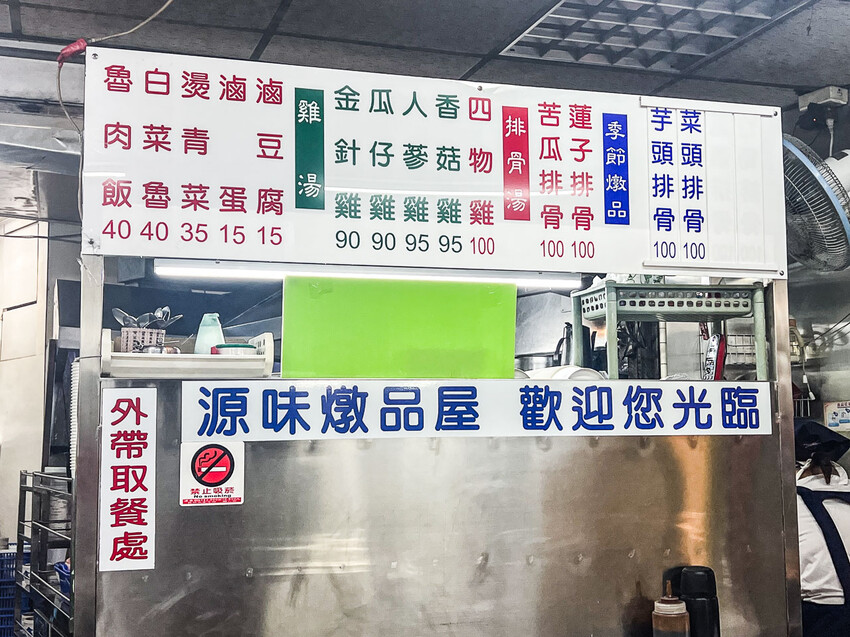 魯肉飯 40
白菜魯 40
燙青菜 35
滷蛋 15
滷豆腐 15
雞湯
金針雞 90
瓜仔雞 90
人蔘雞 95
香菇雞 95
四物雞 100
排骨湯
苦瓜排骨 100
蓮子排骨 100
季節燉品
芋頭排骨 100
菜頭排骨 100
源味燉品屋 歡迎您光臨
外帶取餐處
禁止吸菸
No smoking